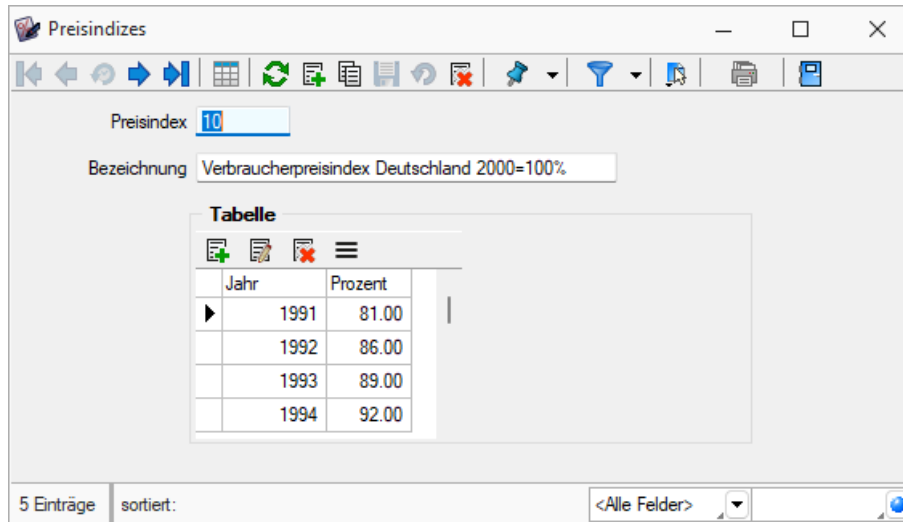 Preisindizes
Preisindex 10
Bezeichnung Verbraucherpreisindex Deutschland 2000=100%
Tabelle
Jahr Prozent
1991 81.00
1992 86.00
1993 89.00
1994 92.00
5 Einträge sortiert: <Alle Felder>